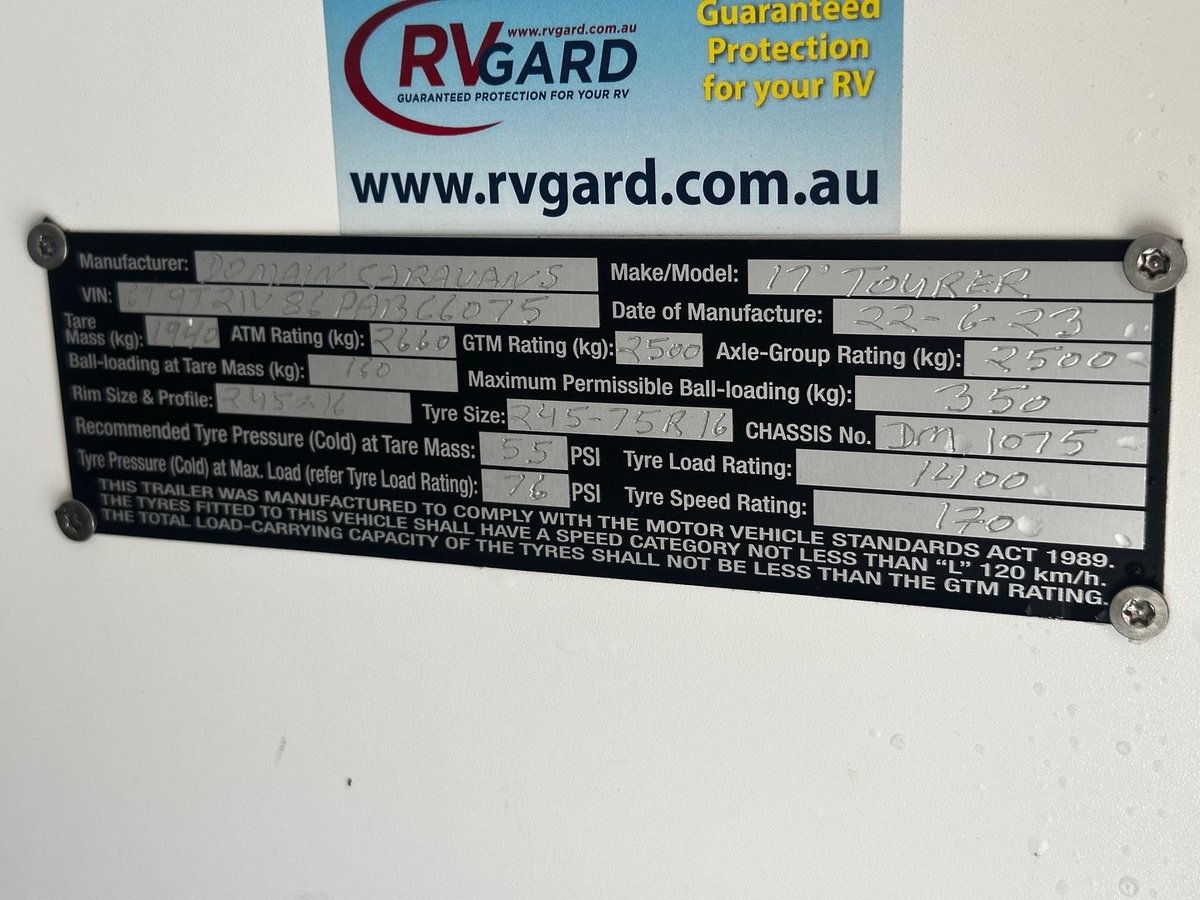 www.rvgard.com.au
RVGARD
GUARANTEED PROTECTION FOR YOUR RV
Guaranteed
Protection
for your RV
www.rvgard.com.au
Manufacturer: DOMAIN CARAVANS Make/Model: 17' TOURER
VIN: 6T9T21V86PAB66075 Date of Manufacture: 22-6-23
Tare Mass (kg): 1940 ATM Rating (kg): 2660 GTM Rating (kg): 2500 Axle-Group Rating (kg): 2500
Ball-loading at Tare Mass (kg): 160 Maximum Permissible Ball-loading (kg): 350
Rim Size & Profile: 245x16 Tyre Size: 245-75R16 CHASSIS No. DM 1075
Recommended Tyre Pressure (Cold) at Tare Mass: 55 PSI Tyre Load Rating: 1400
Tyre Pressure (Cold) at Max. Load (refer Tyre Load Rating): 76 PSI Tyre Speed Rating: 170
THIS TRAILER WAS MANUFACTURED TO COMPLY WITH THE MOTOR VEHICLE STANDARDS ACT 1989.
THE TYRES FITTED TO THIS VEHICLE SHALL HAVE A SPEED CATEGORY NOT LESS THAN "L" 120 km/h.
THE TOTAL LOAD-CARRYING CAPACITY OF THE TYRES SHALL NOT BE LESS THAN THE GTM RATING.